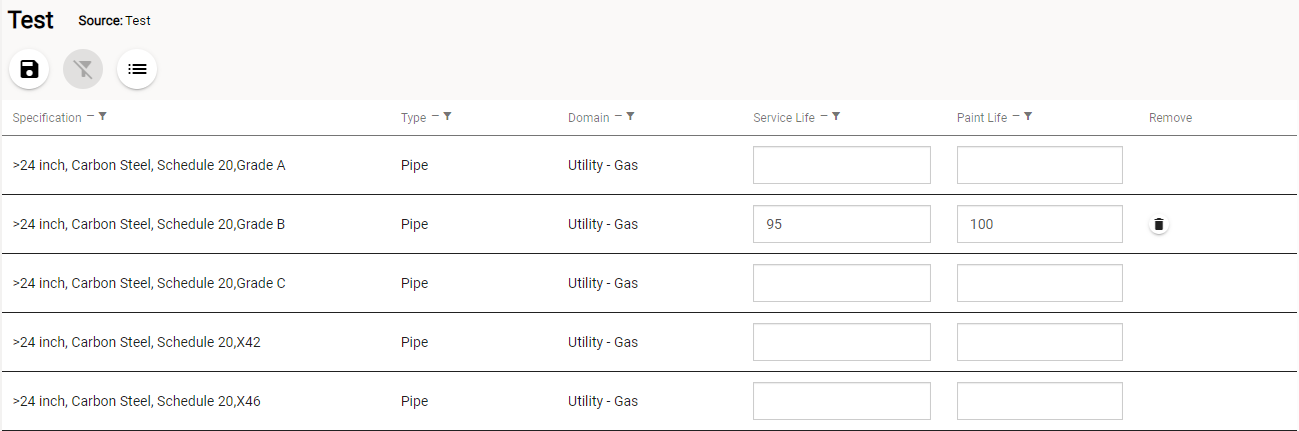 Test Source: Test
Specification Type Domain Service Life Paint Life Remove
>24 inch, Carbon Steel, Schedule 20,Grade A Pipe Utility - Gas
>24 inch, Carbon Steel, Schedule 20,Grade B Pipe Utility - Gas 95 100
>24 inch, Carbon Steel, Schedule 20,Grade C Pipe Utility - Gas
>24 inch, Carbon Steel, Schedule 20,X42 Pipe Utility - Gas
>24 inch, Carbon Steel, Schedule 20,X46 Pipe Utility - Gas